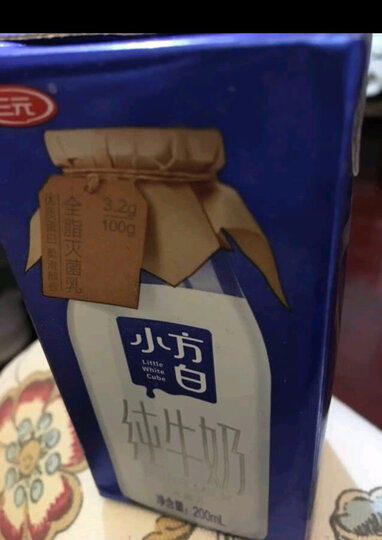 三元
3.2g
100g
全脂灭菌乳
小方白
Little
White
Cube
纯牛奶
净含量：200mL